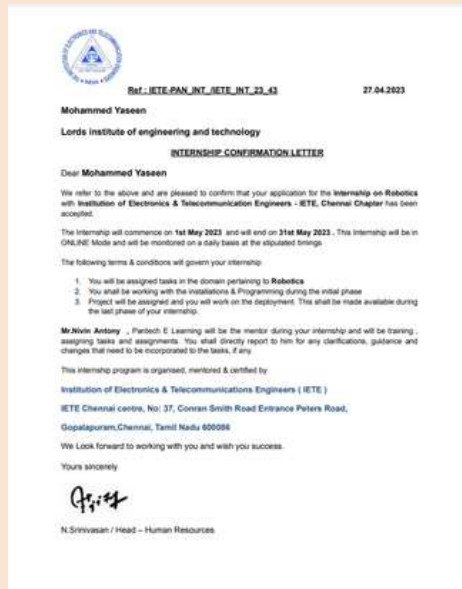 Ref : IETE-PAN_INT_/IETE_INT_23_43 27.04.2023
Mohammed Yaseen
Lords institute of engineering and technology
INTERNSHIP CONFIRMATION LETTER
Dear Mohammed Yaseen
We refer to the above and are pleased to confirm that your application for the Internship on Robotics
with Institution of Electronics & Telecommunication Engineers - IETE, Chennai Chapter has been
accepted.
The Internship will commence on 1st May 2023 and will end on 31st May 2023 . This Internship will be in
ONLINE Mode and will be monitored on a daily basis at the stipulated timings
The following terms & conditions will govern your internship
1. You will be assigned tasks in the domain pertaining to Robotics
2. You shall be working with the installations & Programming during the initial phase
3. Project will be assigned and you will work on the deployment. This shall be made available during
the last phase of your internship.
Mr.Nivin Antony , Pantech E Learning will be the mentor during your internship and will be training ,
assigning tasks and assignments. You shall directly report to him for any clarifications, guidance and
changes that need to be incorporated to the tasks, if any.
This internship program is organised, mentored & certified by
Institution of Electronics & Telecommunications Engineers ( IETE )
IETE Chennai centre, No: 37, Conran Smith Road Entrance Peters Road,
Gopalapuram,Chennai, Tamil Nadu 600086
We Look forward to working with you and wish you success.
Yours sincerely
N.Srinivasan / Head – Human Resources